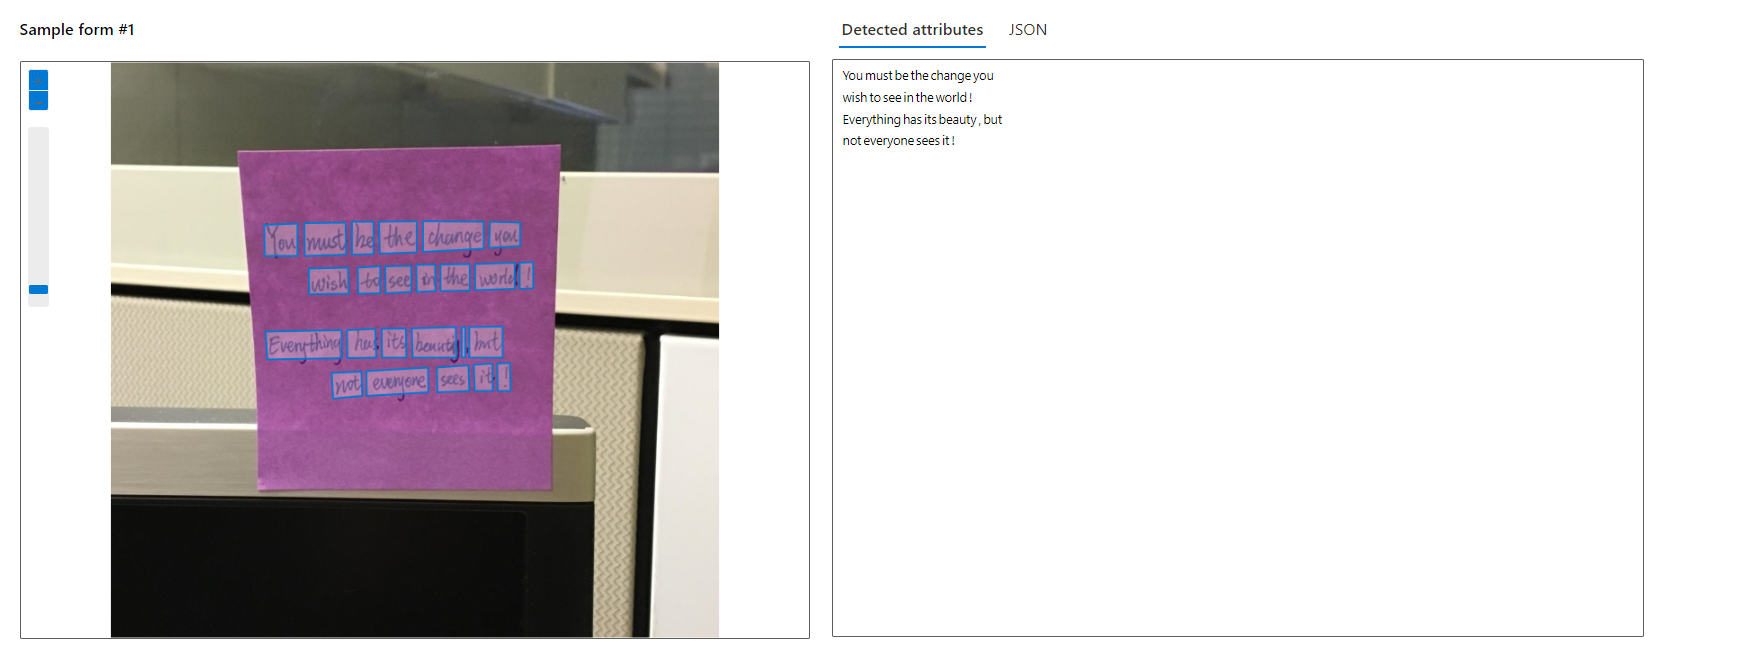 Sample form #1
Detected attributes JSON
You must be the change you
wish to see in the world!
Everything has its beauty, but
not everyone sees it!
You must be the change you
wish to see in the world !
Everything has its beauty , but
not everyone sees it !